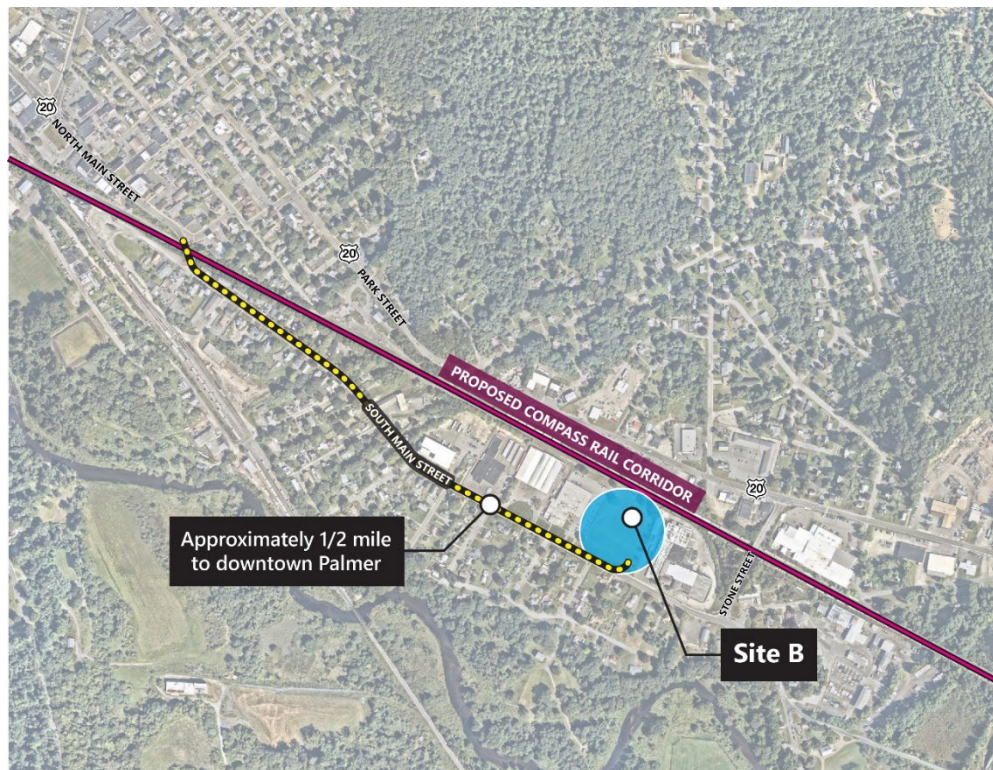 20
NORTH MAIN STREET
20
PARK STREET
PROPOSED COMPASS RAIL CORRIDOR
SOUTH MAIN STREET
20
Approximately 1/2 mile
to downtown Palmer
STONE STREET
Site B